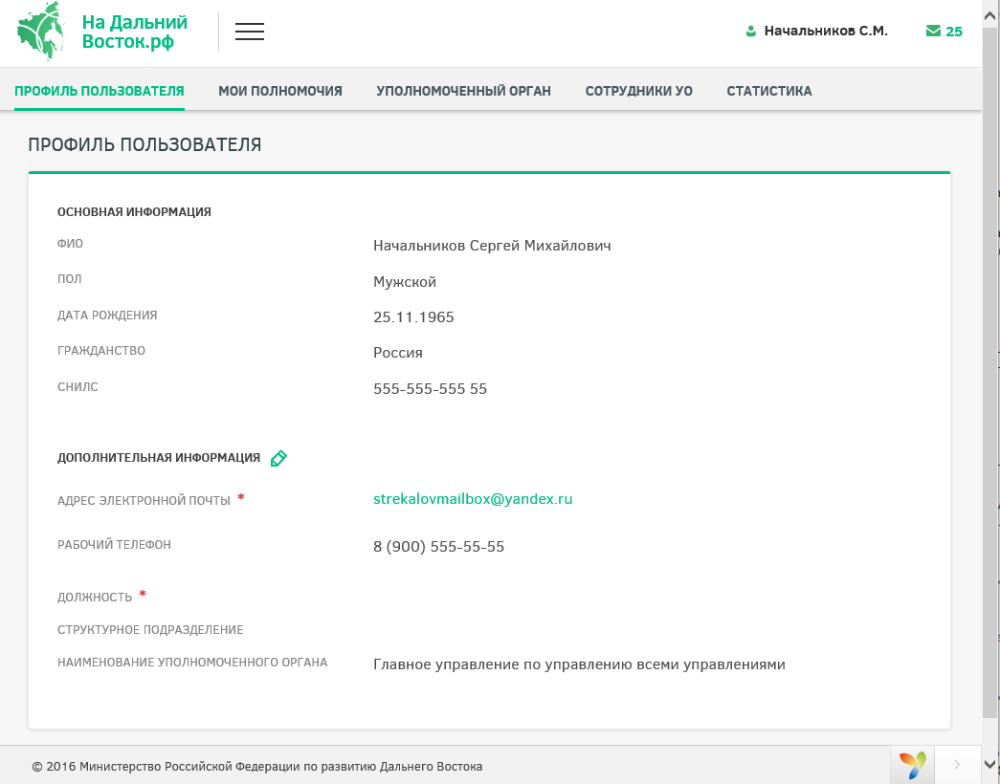 На Дальний
Восток.рф
Начальников С.М.
25
ПРОФИЛЬ ПОЛЬЗОВАТЕЛЯ МОИ ПОЛНОМОЧИЯ УПОЛНОМОЧЕННЫЙ ОРГАН СОТРУДНИКИ УО СТАТИСТИКА
ПРОФИЛЬ ПОЛЬЗОВАТЕЛЯ
ОСНОВНАЯ ИНФОРМАЦИЯ
ФИО Начальников Сергей Михайлович
ПОЛ Мужской
ДАТА РОЖДЕНИЯ 25.11.1965
ГРАЖДАНСТВО Россия
СНИЛС 555-555-555 55
ДОПОЛНИТЕЛЬНАЯ ИНФОРМАЦИЯ
АДРЕС ЭЛЕКТРОННОЙ ПОЧТЫ * strekalovmailbox@yandex.ru
РАБОЧИЙ ТЕЛЕФОН 8 (900) 555-55-55
ДОЛЖНОСТЬ *
СТРУКТУРНОЕ ПОДРАЗДЕЛЕНИЕ
НАИМЕНОВАНИЕ УПОЛНОМОЧЕННОГО ОРГАНА Главное управление по управлению всеми управлениями
© 2016 Министерство Российской Федерации по развитию Дальнего Востока